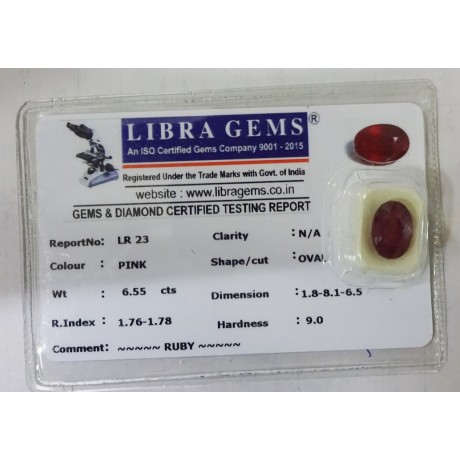 LIBRA GEMS®
An ISO Certified Gems Company 9001 - 2015
Registered Under the Trade Marks with Govt. of India
website : www.libragems.co.in
GEMS & DIAMOND CERTIFIED TESTING REPORT
ReportNo: LR 23 Clarity : N/A
Colour : PINK Shape/cut : OVAL
Wt : 6.55 cts Dimension : 1.8-8.1-6.5
R.Index : 1.76-1.78 Hardness : 9.0
Comment: ~~~~~ RUBY ~~~~~